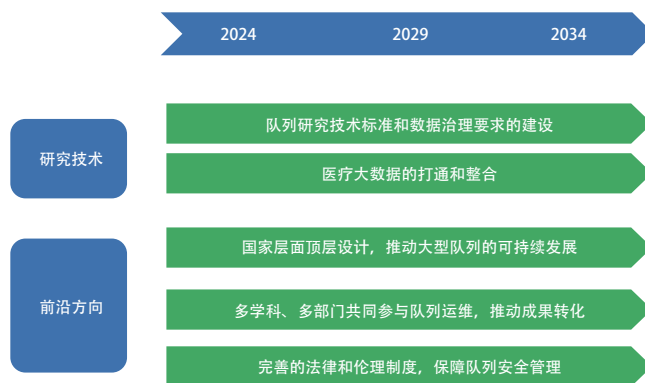 2024 2029 2034
研究技术
队列研究技术标准和数据治理要求的建设
医疗大数据的打通和整合
前沿方向
国家层面顶层设计，推动大型队列的可持续发展
多学科、多部门共同参与队列运维，推动成果转化
完善的法律和伦理制度，保障队列安全管理